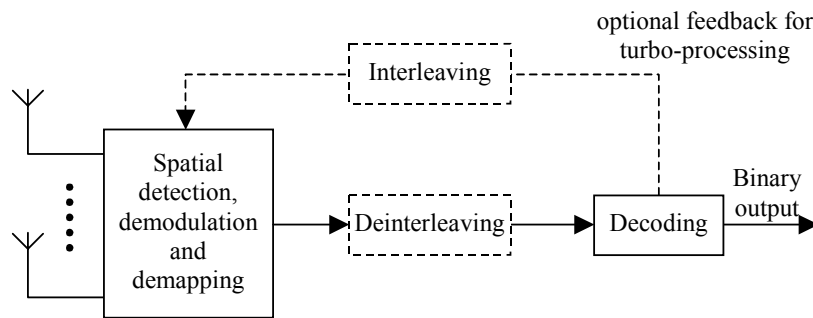 optional feedback for
turbo-processing
Interleaving
Spatial
detection,
demodulation
and
demapping
Deinterleaving
Decoding
Binary
output